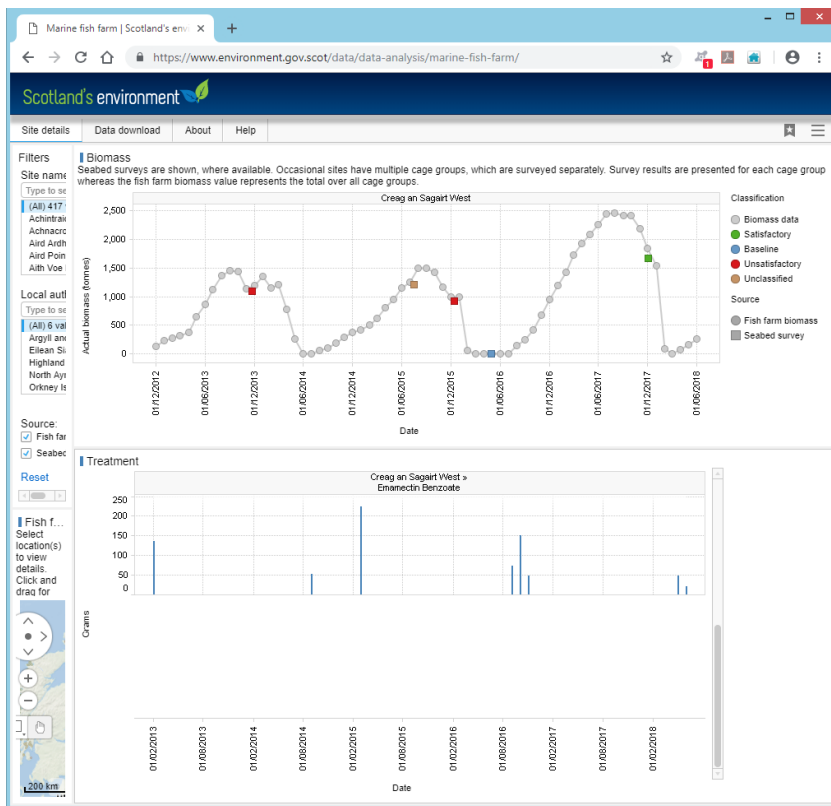 Marine fish farm | Scotland's envi
https://www.environment.gov.scot/data/data-analysis/marine-fish-farm/
1
Scotland's environment
Site details
Data download
About
Help
Filters
Site name
Type to se
(All) 417
Achintraid
Achnacro
Aird Ardh
Aird Poin
Aith Voe
Local auth
Type to se
(All) 6 val
Argyll and
Eilean Si
Highland
North Ayr
Orkney Is
Source:
Fish far
Seabed
Reset
Fish f...
Select
location(s)
to view
details.
Click and
drag for
200 km
Biomass
Seabed surveys are shown, where available. Occasional sites have multiple cage groups, which are surveyed separately. Survey results are presented for each cage group
whereas the fish farm biomass value represents the total over all cage groups.
Creag an Sagairt West
Actual biomass (tonnes)
2,500
2,000
1,500
1,000
500
0
01/12/2012
01/06/2013
01/12/2013
01/06/2014
01/12/2014
01/06/2015
01/12/2015
01/06/2016
01/12/2016
01/06/2017
01/12/2017
01/06/2018
Date
Classification
Biomass data
Satisfactory
Baseline
Unsatisfactory
Unclassified
Source
Fish farm biomass
Seabed survey
Treatment
Creag an Sagairt West »
Emamectin Benzoate
Grams
250
200
150
100
50
0
01/02/2013
01/08/2013
01/02/2014
01/08/2014
01/02/2015
01/08/2015
01/02/2016
01/08/2016
01/02/2017
01/08/2017
01/02/2018
Date